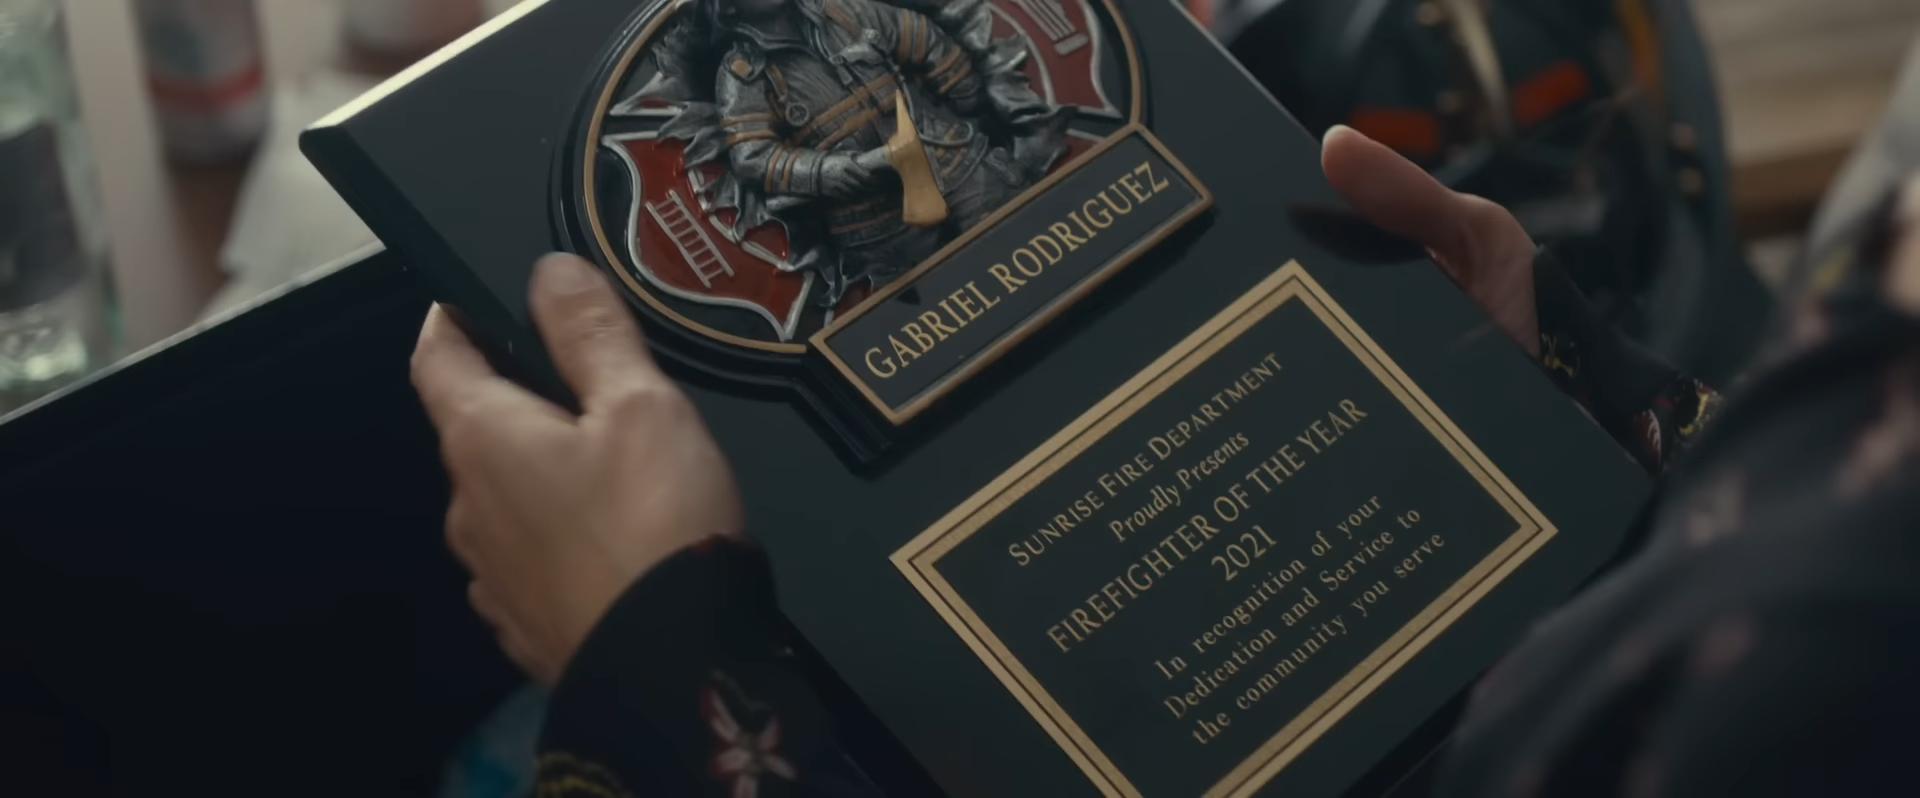 GABRIEL RODRIGUEZ
SUNRISE FIRE DEPARTMENT
Proudly Presents
FIREFIGHTER OF THE YEAR
2021
In recognition of your
Dedication and Service to
the community you serve